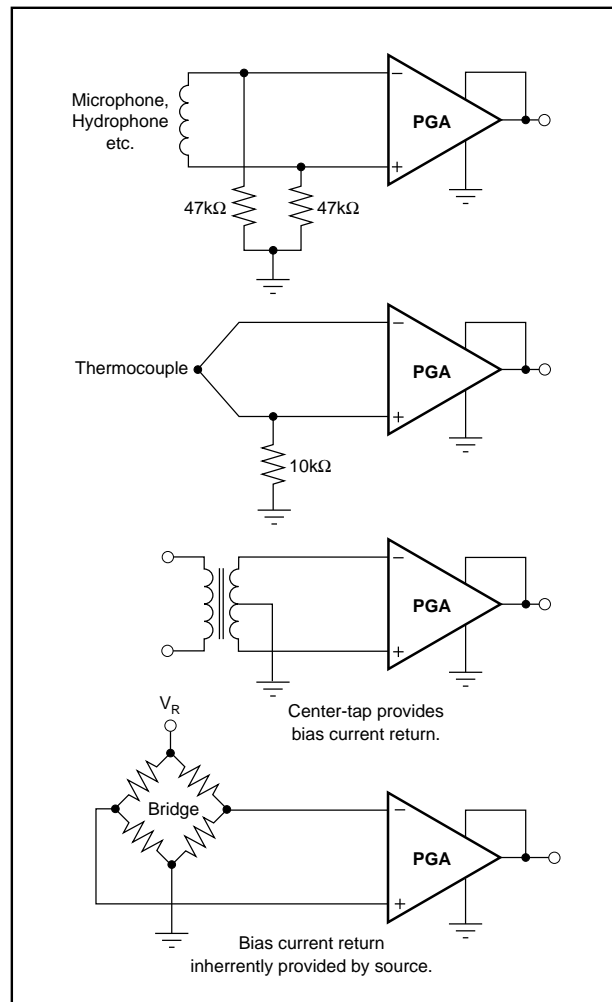 Microphone,
Hydrophone
etc.
−
PGA
+
47kΩ
47kΩ
Thermocouple
−
PGA
+
10kΩ
−
PGA
+
Center-tap provides
bias current return.
VR
Bridge
−
PGA
+
Bias current return
inherrently provided by source.